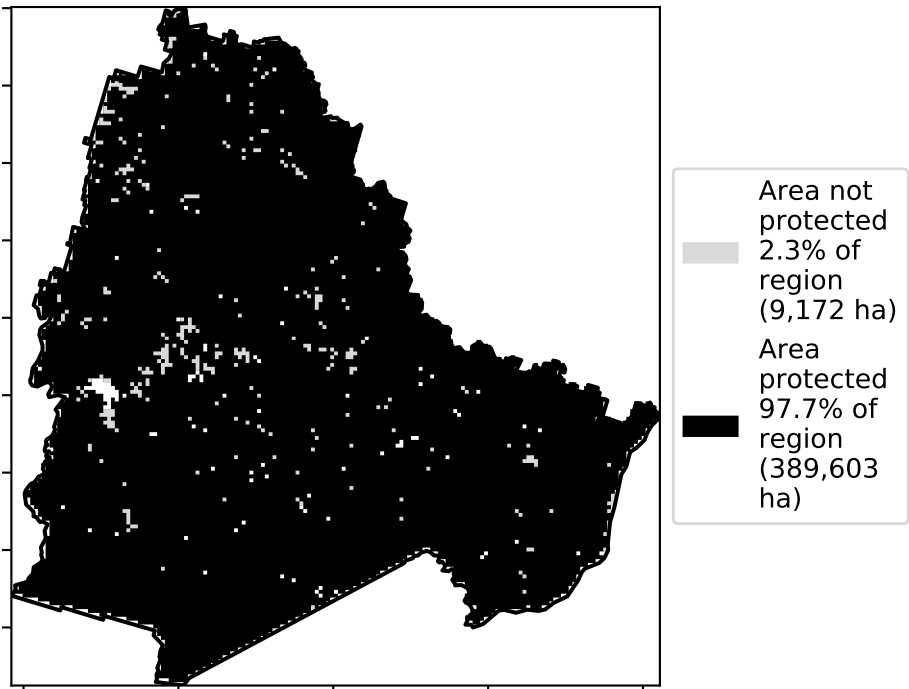 Area not
protected
2.3% of
region
(9,172 ha)
Area
protected
97.7% of
region
(389,603
ha)